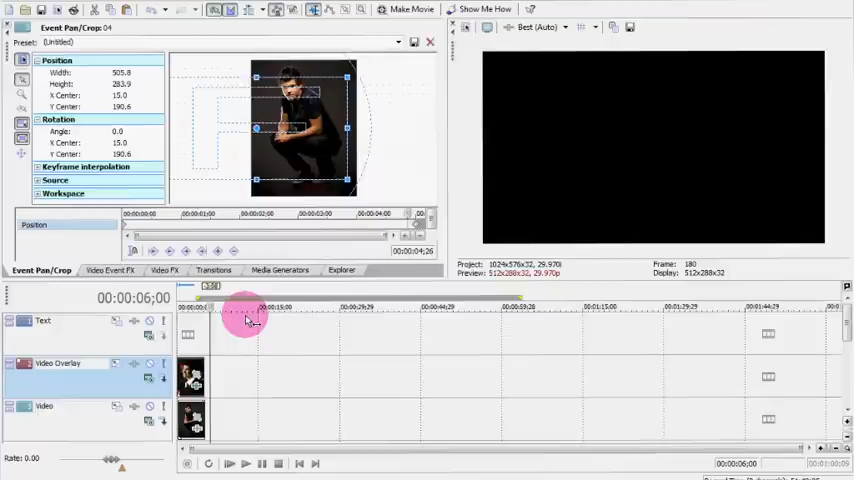 Make Movie
Show Me How
Event Pan/Crop: 04
Preset: (Untitled)
Best (Auto)
Position
Width: 505.8
Height: 283.9
X Center: 15.0
Y Center: 190.6
Rotation
Angle: 0.0
X Center: 15.0
Y Center: 190.6
Keyframe interpolation
Source
Workspace
F
00:00:00:00 00:00:01:00 00:00:02:00 00:00:03:00 00:00:04:00
Position
00:00:04;26
Event Pan/Crop Video Event FX Video FX Transitions Media Generators Explorer
Project: 1024x576x32, 29.970i
Preview: 512x288x32, 29.970p
Frame: 180
Display: 512x288x32
00:00:06;00
-3:08
00:00:15:00 00:00:29:29 00:00:44:29 00:00:59:28 00:01:15:00 00:01:29:29 00:01:44:29
Text
Video Overlay
Video
Rate: 0.00
00:00:06;00
00:01:00:09